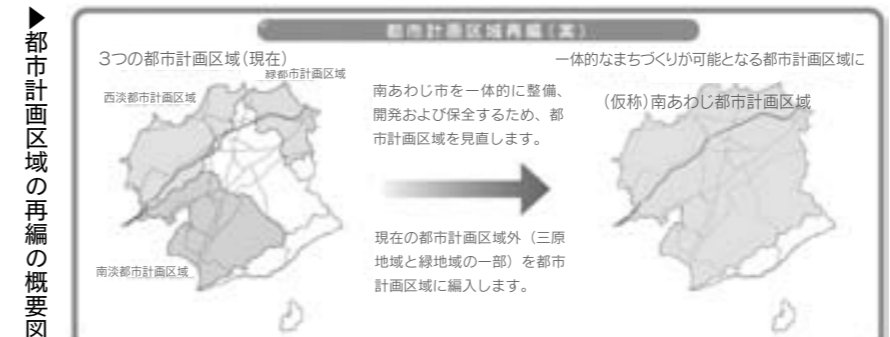 ▶都市計画区域の再編の概要図
都市計画区域再編(案)
3つの都市計画区域(現在)
緑都市計画区域
西淡都市計画区域
南淡都市計画区域
南あわじ市を一体的に整備、
開発および保全するため、都
市計画区域を見直します。
現在の都市計画区域外(三原
地域と緑地域の一部)を都市
計画区域に編入します。
一体的なまちづくりが可能となる都市計画区域に
(仮称)南あわじ都市計画区域